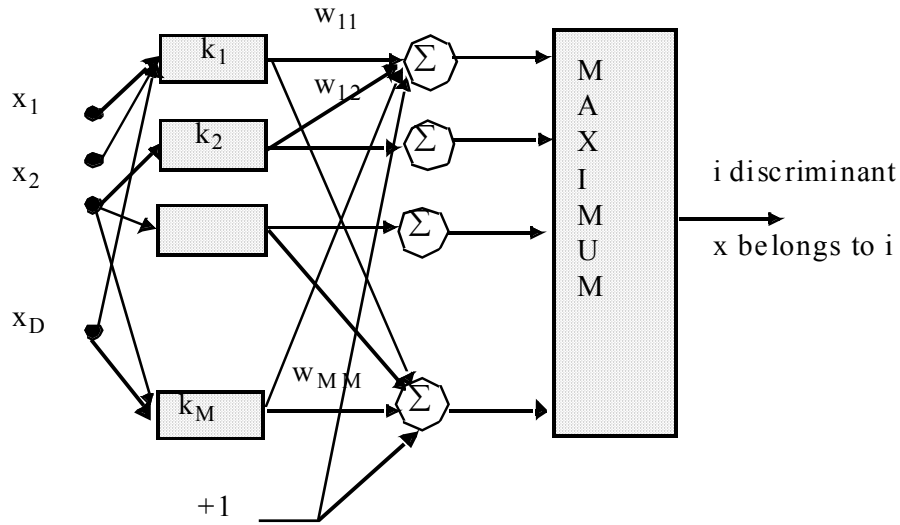 w11
k1
Σ
w12
x1
k2
Σ
x2
Σ
M
A
X
I
M
U
M
i discriminant
x belongs to i
xD
wMM
kM
Σ
+1